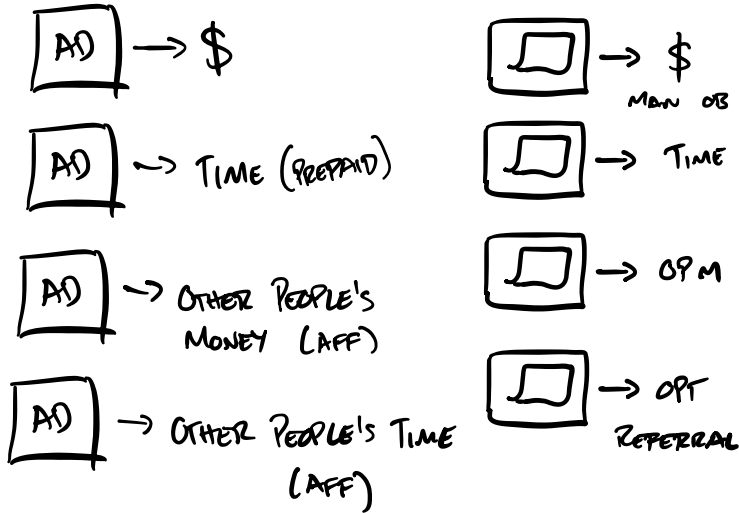 AD → $
AD → TIME (PREPAID)
AD → OTHER PEOPLE'S
MONEY (AFF)
AD → OTHER PEOPLE'S TIME
(AFF)
→ $
MAN OB
→ TIME
→ OPM
→ OPT
REFERRAL